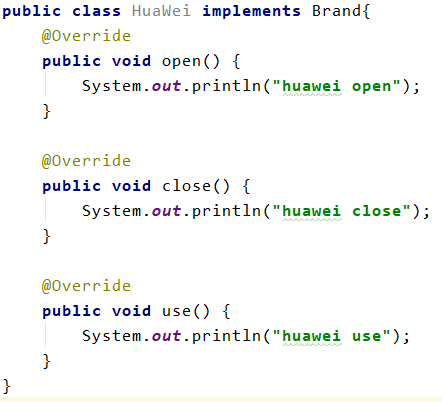 public class HuaWei implements Brand{
    @Override
    public void open() {
        System.out.println("huawei open");
    }

    @Override
    public void close() {
        System.out.println("huawei close");
    }

    @Override
    public void use() {
        System.out.println("huawei use");
    }
}